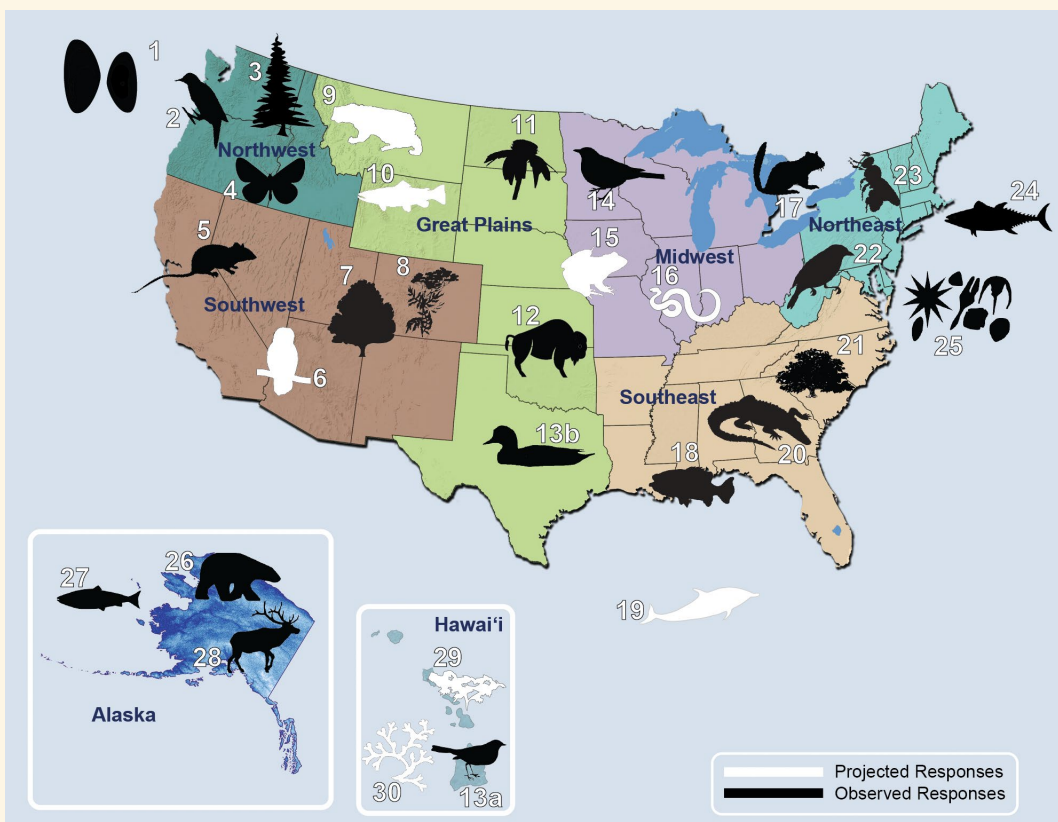 1
2
3
Northwest
4
5
Southwest
6
7
8
9
10
Great Plains
11
12
13b
14
15
Midwest
16
17
18
Southeast
19
20
21
22
Northeast
23
24
25
26
27
28
Alaska
Hawai‘i
29
30
13a
Projected Responses
Observed Responses